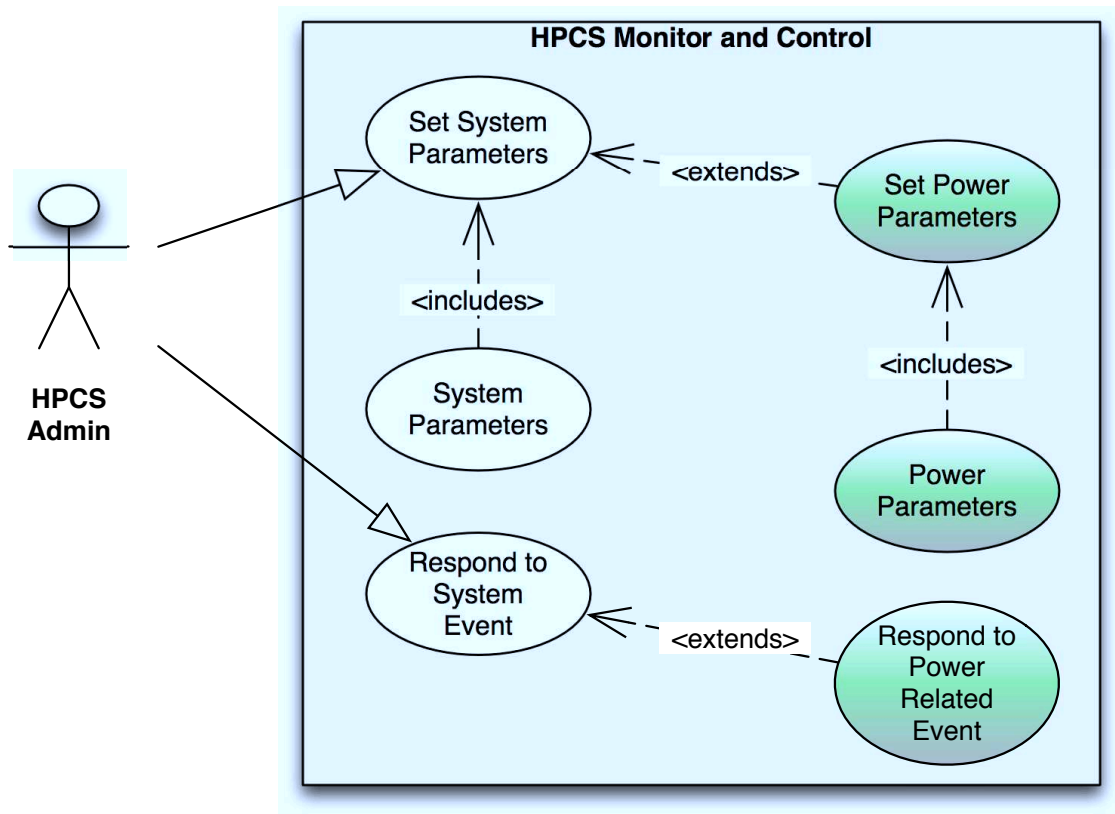 HPCS Monitor and Control
Set System
Parameters
<extends>
Set Power
Parameters
<includes>
<includes>
HPCS
Admin
System
Parameters
Power
Parameters
Respond to
System
Event
<extends>
Respond to
Power
Related
Event